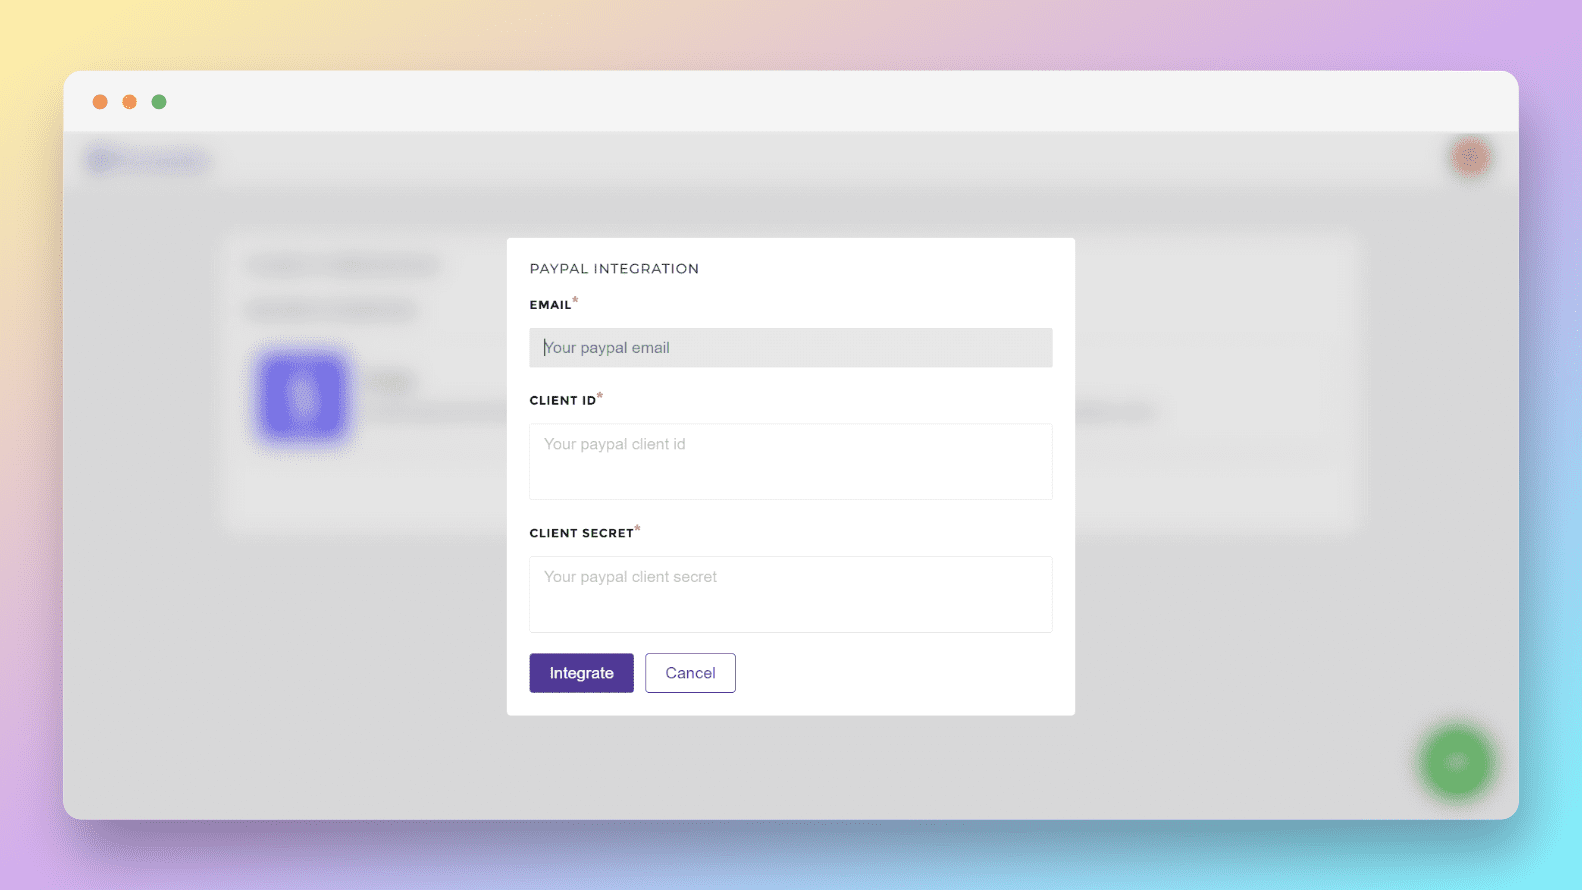 PAYPAL INTEGRATION
EMAIL*
Your paypal email
CLIENT ID*
Your paypal client id
CLIENT SECRET*
Your paypal client secret
Integrate
Cancel